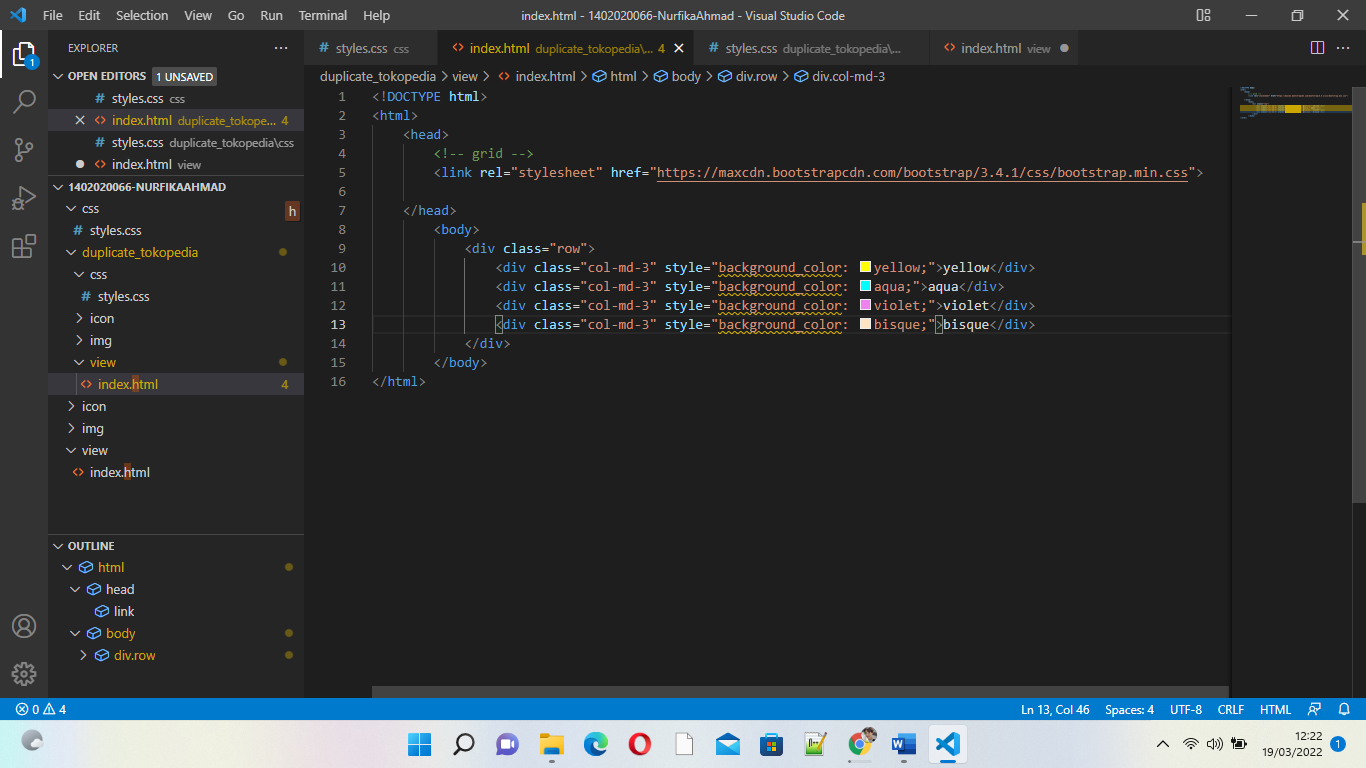 File Edit Selection View Go Run Terminal Help index.html - 1402020066-NurfikaAhmad - Visual Studio Code
EXPLORER
styles.css css index.html duplicate_tokopedia\... 4 styles.css duplicate_tokopedia\... index.html view
OPEN EDITORS 1 UNSAVED
styles.css css
index.html duplicate_tokope... 4
styles.css duplicate_tokopedia\css
index.html view
1402020066-NURFIKAAHMAD
css
h
styles.css
duplicate_tokopedia
css
styles.css
icon
img
view
index.html 4
icon
img
view
index.html
OUTLINE
html
head
link
body
div.row
duplicate_tokopedia > view > index.html > html > body > div.row > div.col-md-3
1 <!DOCTYPE html>
2 <html>
3 <head>
4 <!-- grid -->
5 <link rel="stylesheet" href="https://maxcdn.bootstrapcdn.com/bootstrap/3.4.1/css/bootstrap.min.css">
6
7 </head>
8 <body>
9 <div class="row">
10 <div class="col-md-3" style="background_color: yellow;">yellow</div>
11 <div class="col-md-3" style="background_color: aqua;">aqua</div>
12 <div class="col-md-3" style="background_color: violet;">violet</div>
13 <div class="col-md-3" style="background_color: bisque;">bisque</div>
14 </div>
15 </body>
16 </html>
1
0 4 Ln 13, Col 46 Spaces: 4 UTF-8 CRLF HTML
12:22
19/03/2022 1